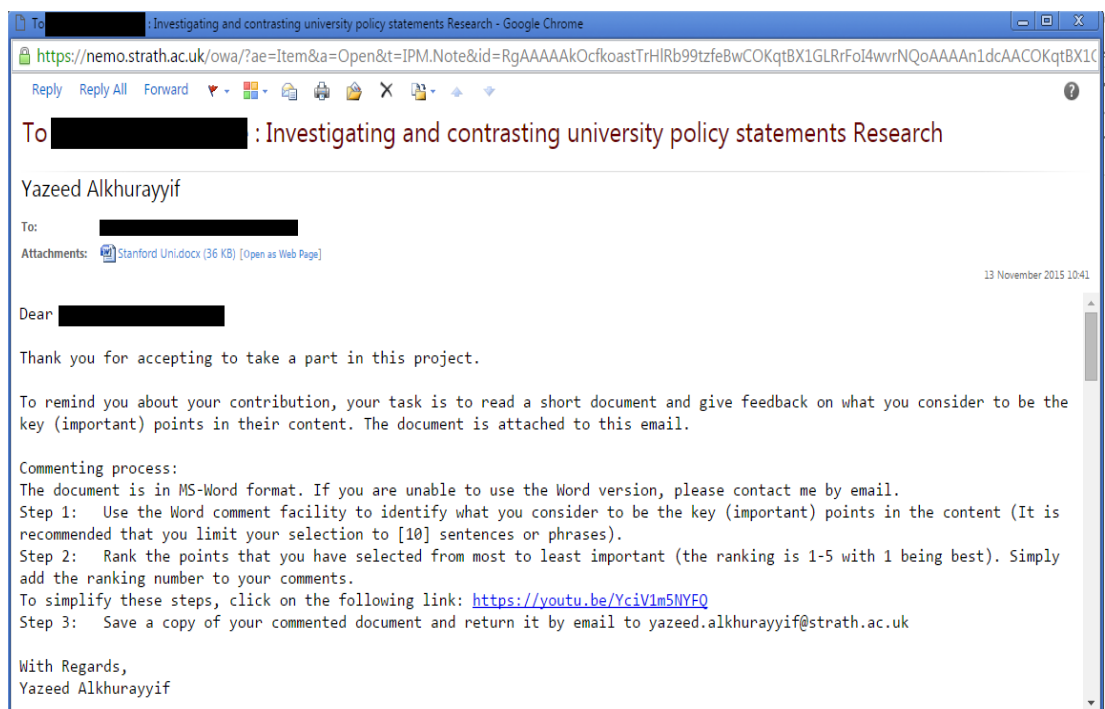 To : Investigating and contrasting university policy statements Research - Google Chrome
https://nemo.strath.ac.uk/owa/?ae=Item&a=Open&t=IPM.Note&id=RgAAAAAkOcfkoastTrHlRb99tzfeBwCOKqtBX1GLRrFoI4wvrNQoAAAAn1dcAACOKqtBX1G
Reply Reply All Forward
To : Investigating and contrasting university policy statements Research
Yazeed Alkhurayyif
To:
Attachments: Stanford Uni.docx (36 KB) [Open as Web Page]
13 November 2015 10:41
Dear
Thank you for accepting to take a part in this project.
To remind you about your contribution, your task is to read a short document and give feedback on what you consider to be the
key (important) points in their content. The document is attached to this email.
Commenting process:
The document is in MS-Word format. If you are unable to use the Word version, please contact me by email.
Step 1: Use the Word comment facility to identify what you consider to be the key (important) points in the content (It is
recommended that you limit your selection to [10] sentences or phrases).
Step 2: Rank the points that you have selected from most to least important (the ranking is 1-5 with 1 being best). Simply
add the ranking number to your comments.
To simplify these steps, click on the following link: https://youtu.be/YciV1m5NYFQ
Step 3: Save a copy of your commented document and return it by email to yazeed.alkhurayyif@strath.ac.uk
With Regards,
Yazeed Alkhurayyif